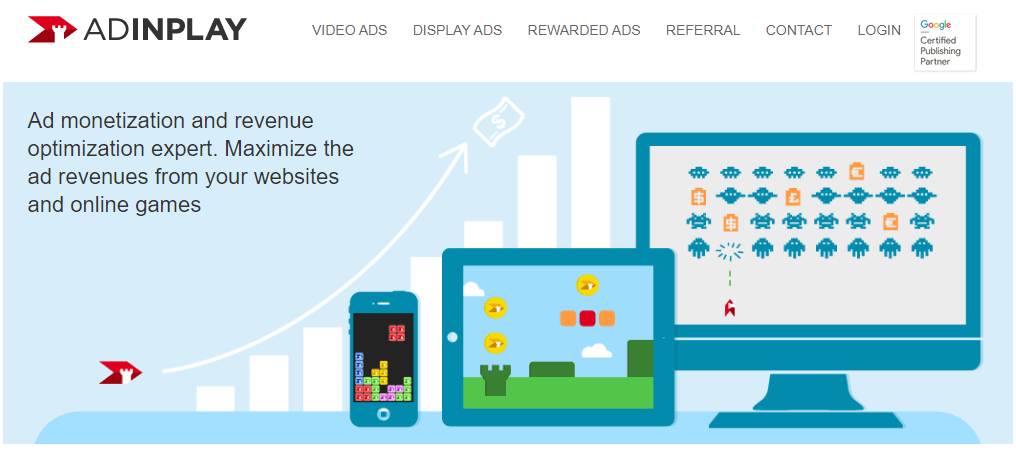 ADINPLAY
VIDEO ADS
DISPLAY ADS
REWARDED ADS
REFERRAL
CONTACT
LOGIN
Google
Certified
Publishing
Partner
Ad monetization and revenue
optimization expert. Maximize the
ad revenues from your websites
and online games
$
€
$
£
$
€